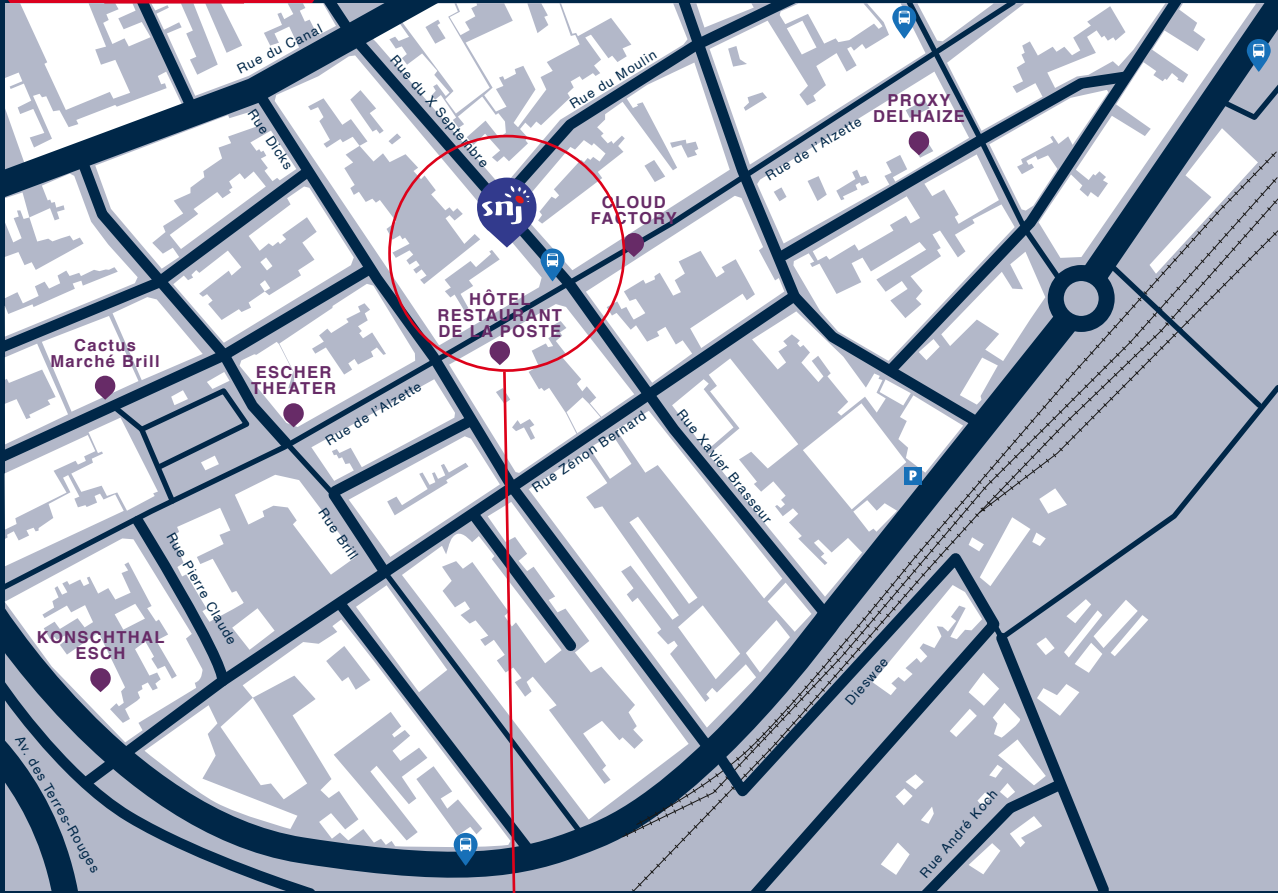 Rue du Canal
Rue du X Septembre
Rue du Moulin
PROXY
DELHAIZE
Rue Dicks
Rue de l'Alzette
snj
CLOUD
FACTORY
HÔTEL
RESTAURANT
DE LA POSTE
Cactus
Marché Brill
ESCHER
THEATER
Rue de l'Alzette
Rue Zénon Bernard
Rue Xavier Brasseur
P
Rue Brill
Rue Pierre Claude
KONSCHTHAL
ESCH
Dieswee
Av. des Terres-Rouges
Rue André Koch